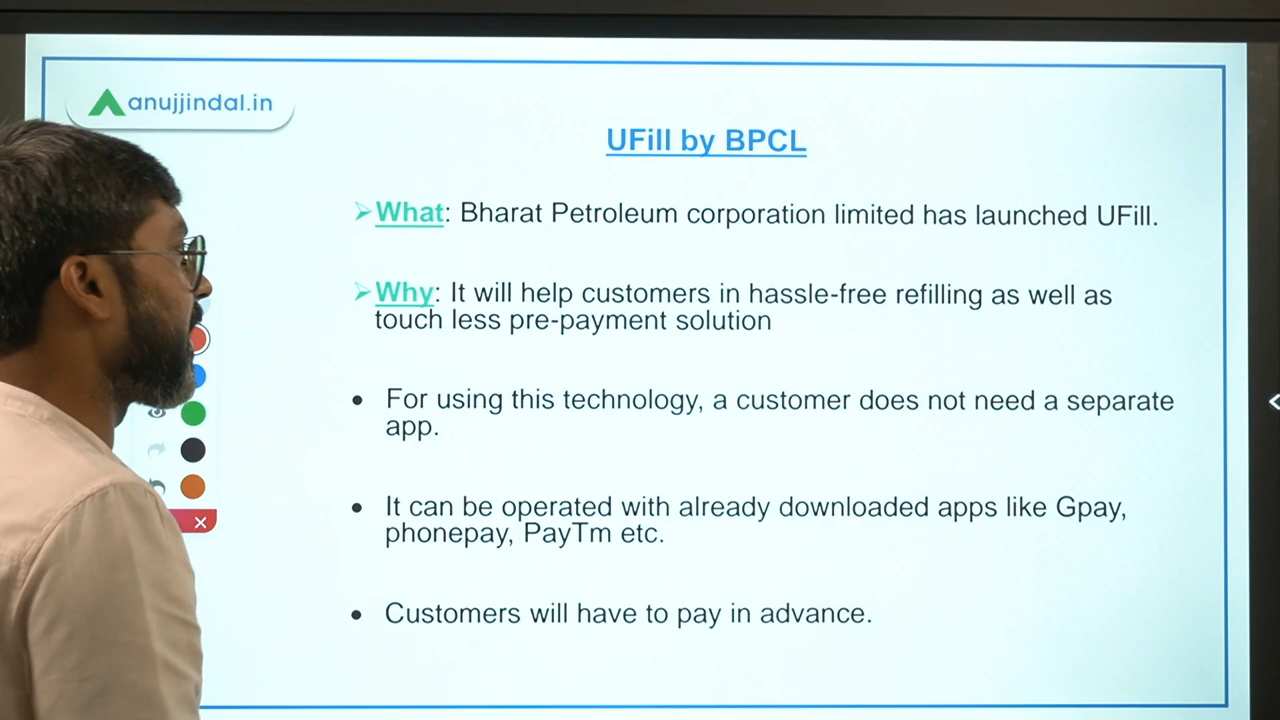 anujjindal.in
UFill by BPCL
➢What: Bharat Petroleum corporation limited has launched UFill.
➢Why: It will help customers in hassle-free refilling as well as
touch less pre-payment solution
• For using this technology, a customer does not need a separate
app.
• It can be operated with already downloaded apps like Gpay,
phonepay, PayTm etc.
• Customers will have to pay in advance.